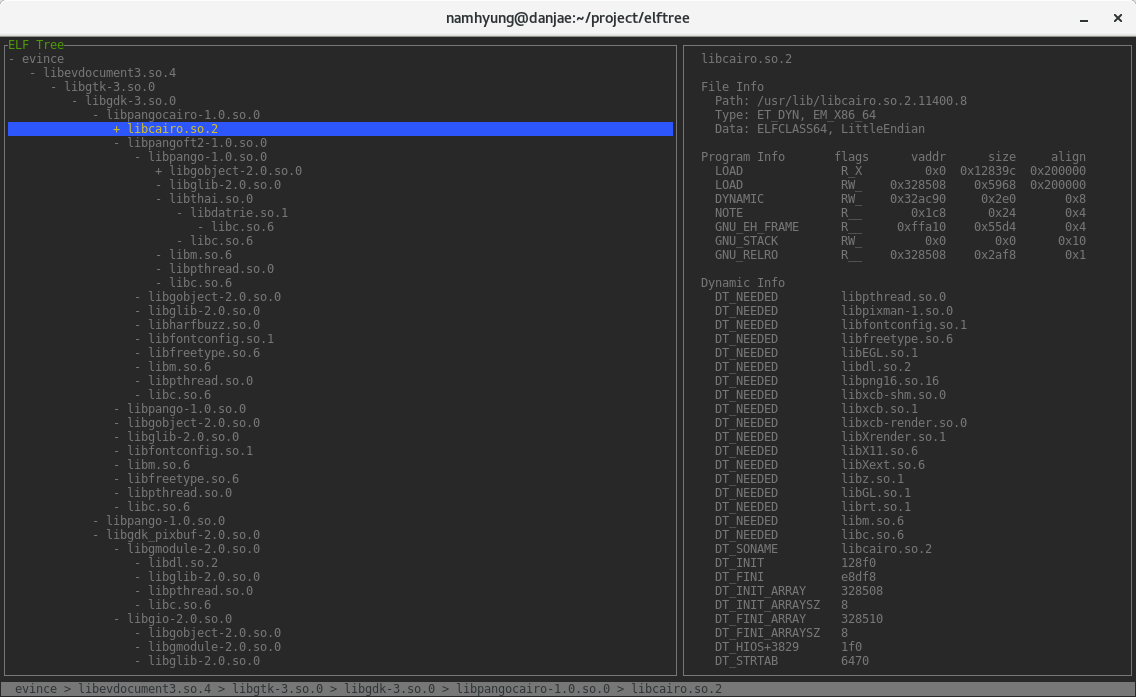 namhyung@danjae:~/project/elftree
ELF Tree
- evince
- libevdocument3.so.4
- libgtk-3.so.0
- libgdk-3.so.0
- libpangocairo-1.0.so.0
+ libcairo.so.2
- libpangoft2-1.0.so.0
- libpango-1.0.so.0
+ libgobject-2.0.so.0
- libglib-2.0.so.0
- libthai.so.0
- libdatrie.so.1
- libc.so.6
- libc.so.6
- libm.so.6
- libpthread.so.0
- libc.so.6
- libgobject-2.0.so.0
- libglib-2.0.so.0
- libharfbuzz.so.0
- libfontconfig.so.1
- libfreetype.so.6
- libm.so.6
- libpthread.so.0
- libc.so.6
- libpango-1.0.so.0
- libgobject-2.0.so.0
- libglib-2.0.so.0
- libfontconfig.so.1
- libm.so.6
- libfreetype.so.6
- libpthread.so.0
- libc.so.6
- libpango-1.0.so.0
- libgdk_pixbuf-2.0.so.0
- libgmodule-2.0.so.0
- libdl.so.2
- libglib-2.0.so.0
- libpthread.so.0
- libc.so.6
- libgio-2.0.so.0
- libgobject-2.0.so.0
- libgmodule-2.0.so.0
- libglib-2.0.so.0
libcairo.so.2
File Info
Path: /usr/lib/libcairo.so.2.11400.8
Type: ET_DYN, EM_X86_64
Data: ELFCLASS64, LittleEndian
Program Info flags vaddr size align
LOAD R_X 0x0 0x12839c 0x200000
LOAD RW_ 0x328508 0x5968 0x200000
DYNAMIC RW_ 0x32ac90 0x2e0 0x8
NOTE R__ 0x1c8 0x24 0x4
GNU_EH_FRAME R__ 0xffa10 0x55d4 0x4
GNU_STACK RW_ 0x0 0x0 0x10
GNU_RELRO R__ 0x328508 0x2af8 0x1
Dynamic Info
DT_NEEDED libpthread.so.0
DT_NEEDED libpixman-1.so.0
DT_NEEDED libfontconfig.so.1
DT_NEEDED libfreetype.so.6
DT_NEEDED libEGL.so.1
DT_NEEDED libdl.so.2
DT_NEEDED libpng16.so.16
DT_NEEDED libxcb-shm.so.0
DT_NEEDED libxcb.so.1
DT_NEEDED libxcb-render.so.0
DT_NEEDED libXrender.so.1
DT_NEEDED libX11.so.6
DT_NEEDED libXext.so.6
DT_NEEDED libz.so.1
DT_NEEDED libGL.so.1
DT_NEEDED librt.so.1
DT_NEEDED libm.so.6
DT_NEEDED libc.so.6
DT_SONAME libcairo.so.2
DT_INIT 128f0
DT_FINI e8df8
DT_INIT_ARRAY 328508
DT_INIT_ARRAYSZ 8
DT_FINI_ARRAY 328510
DT_FINI_ARRAYSZ 8
DT_HIOS+3829 1f0
DT_STRTAB 6470
evince > libevdocument3.so.4 > libgtk-3.so.0 > libgdk-3.so.0 > libpangocairo-1.0.so.0 > libcairo.so.2